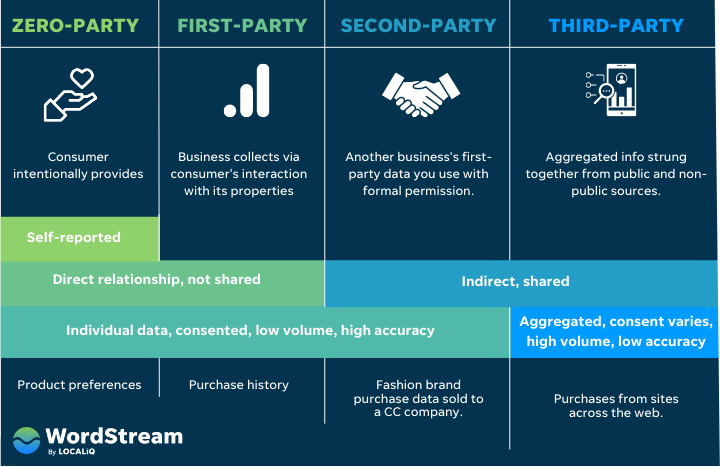 ZERO-PARTY
FIRST-PARTY
SECOND-PARTY
THIRD-PARTY
Consumer
intentionally provides
Business collects via
consumer's interaction
with its properties
Another business's first-
party data you use with
formal permission.
Aggregated info strung
together from public and non-
public sources.
Self-reported
Direct relationship, not shared
Indirect, shared
Individual data, consented, low volume, high accuracy
Aggregated, consent varies,
high volume, low accuracy
Product preferences
Purchase history
Fashion brand
purchase data sold to
a CC company.
Purchases from sites
across the web.
WordStream
By LOCALiQ